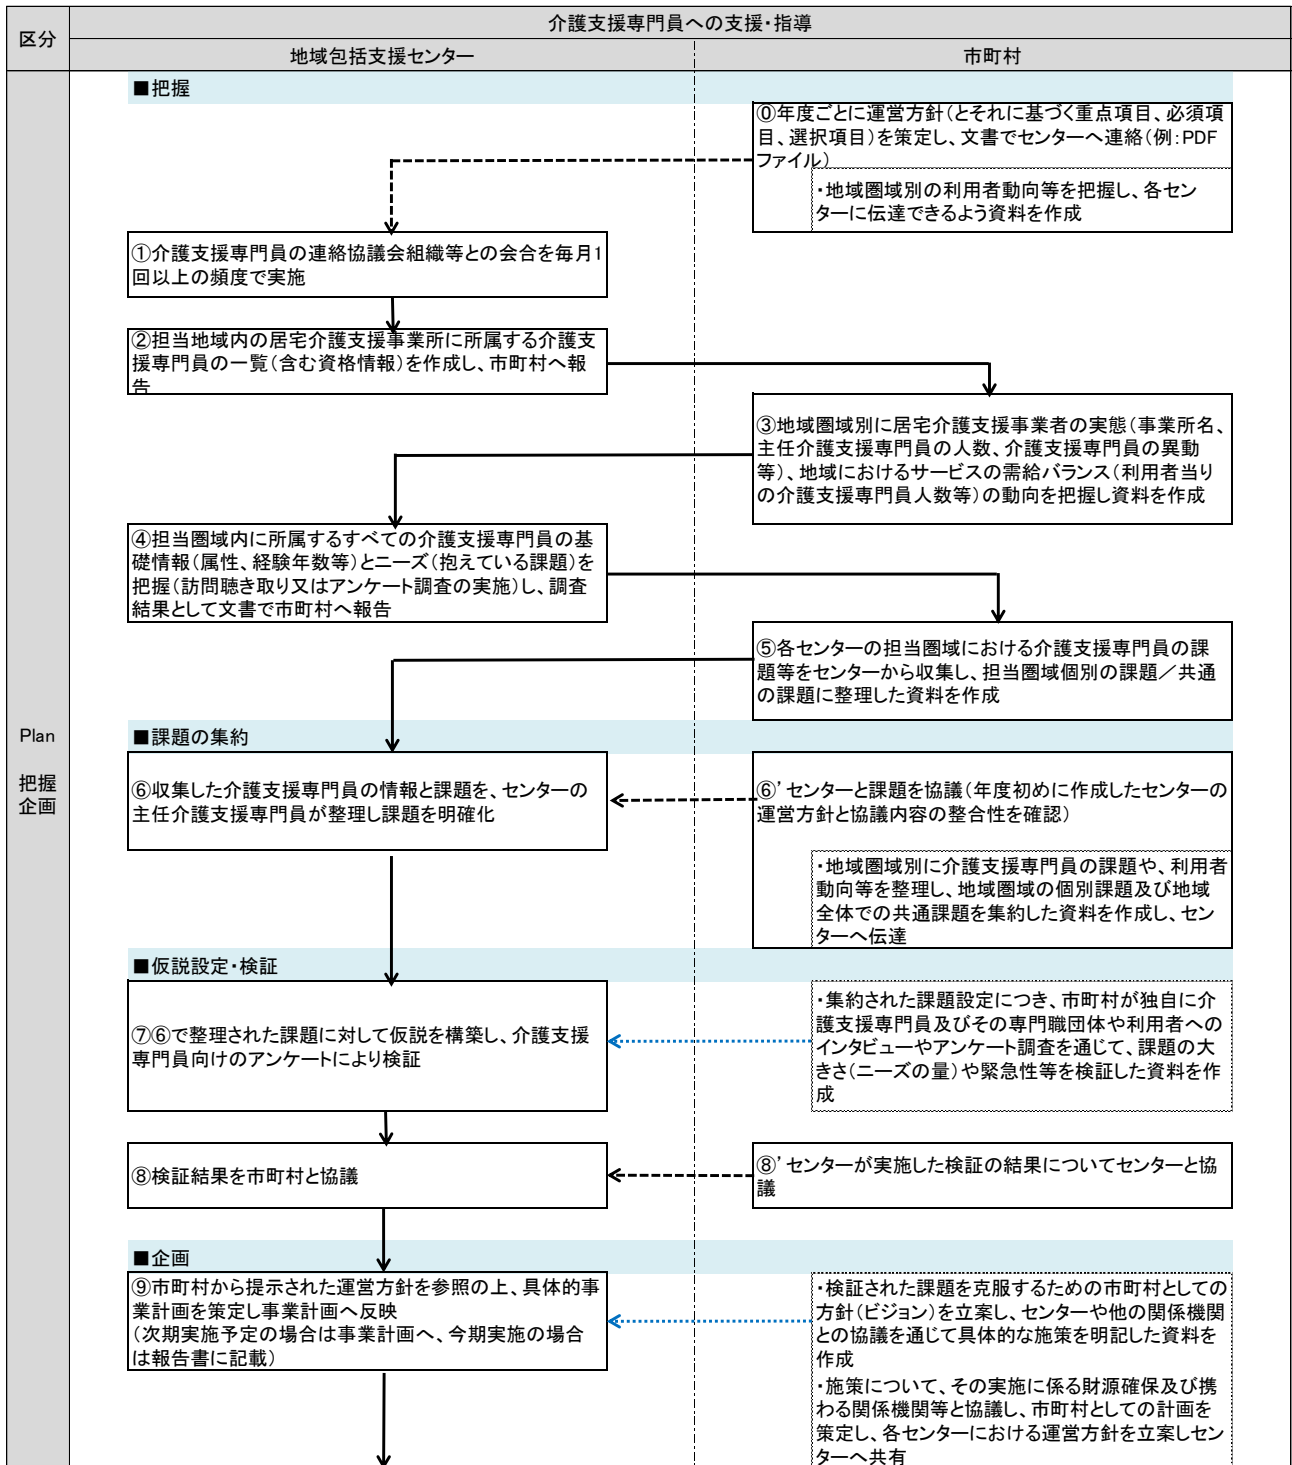 区分
介護支援専門員への支援・指導
地域包括支援センター
市町村
■把握
⓪年度ごとに運営方針(とそれに基づく重点項目、必須項
目、選択項目)を策定し、文書でセンターへ連絡(例:PDF
ファイル)
・地域圏域別の利用者動向等を把握し、各セン
ターに伝達できるよう資料を作成
①介護支援専門員の連絡協議会組織等との会合を毎月1
回以上の頻度で実施
②担当地域内の居宅介護支援事業所に所属する介護支
援専門員の一覧(含む資格情報)を作成し、市町村へ報
告
③地域圏域別に居宅介護支援事業者の実態(事業所名、
主任介護支援専門員の人数、介護支援専門員の異動
等)、地域におけるサービスの需給バランス(利用者当り
の介護支援専門員人数等)の動向を把握し資料を作成
④担当圏域内に所属するすべての介護支援専門員の基
礎情報(属性、経験年数等)とニーズ(抱えている課題)を
把握(訪問聴き取り又はアンケート調査の実施)し、調査
結果として文書で市町村へ報告
⑤各センターの担当圏域における介護支援専門員の課
題等をセンターから収集し、担当圏域個別の課題／共通
の課題に整理した資料を作成
Plan
把握
企画
■課題の集約
⑥収集した介護支援専門員の情報と課題を、センターの
主任介護支援専門員が整理し課題を明確化
⑥’センターと課題を協議(年度初めに作成したセンターの
運営方針と協議内容の整合性を確認)
・地域圏域別に介護支援専門員の課題や、利用者
動向等を整理し、地域圏域の個別課題及び地域
全体での共通課題を集約した資料を作成し、セン
ターへ伝達
■仮説設定・検証
⑦⑥で整理された課題に対して仮説を構築し、介護支援
専門員向けのアンケートにより検証
・集約された課題設定につき、市町村が独自に介
護支援専門員及びその専門職団体や利用者への
インタビューやアンケート調査を通じて、課題の大
きさ(ニーズの量)や緊急性等を検証した資料を作
成
⑧検証結果を市町村と協議
⑧’センターが実施した検証の結果についてセンターと協
議
■企画
⑨市町村から提示された運営方針を参照の上、具体的事
業計画を策定し事業計画へ反映
(次期実施予定の場合は事業計画へ、今期実施の場合
は報告書に記載)
・検証された課題を克服するための市町村としての
方針(ビジョン)を立案し、センターや他の関係機関
との協議を通じて具体的な施策を明記した資料を
作成
・施策について、その実施に係る財源確保及び携
わる関係機関等と協議し、市町村としての計画を
策定し、各センターにおける運営方針を立案しセン
ターへ共有